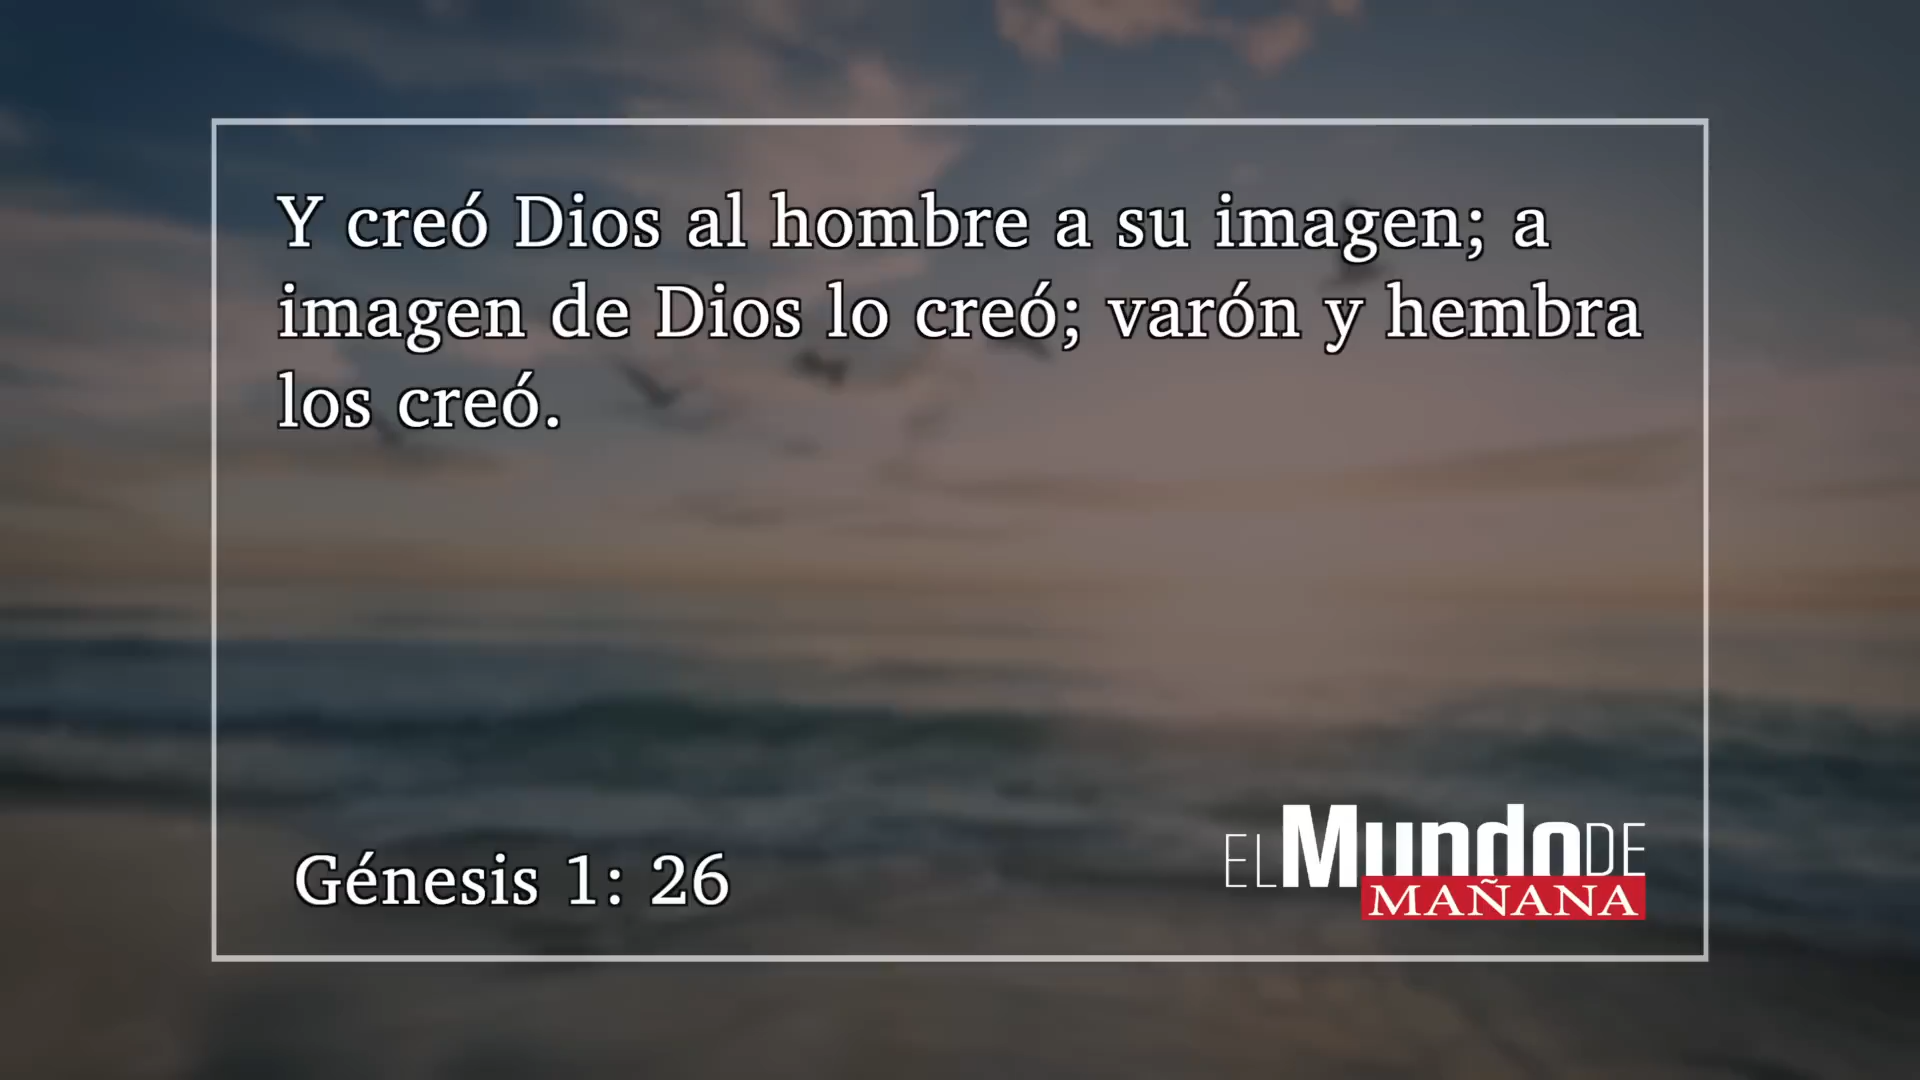 Y creó Dios al hombre a su imagen; a
imagen de Dios lo creó; varón y hembra
los creó.
Génesis 1: 26
EL Mundo DE
MAÑANA